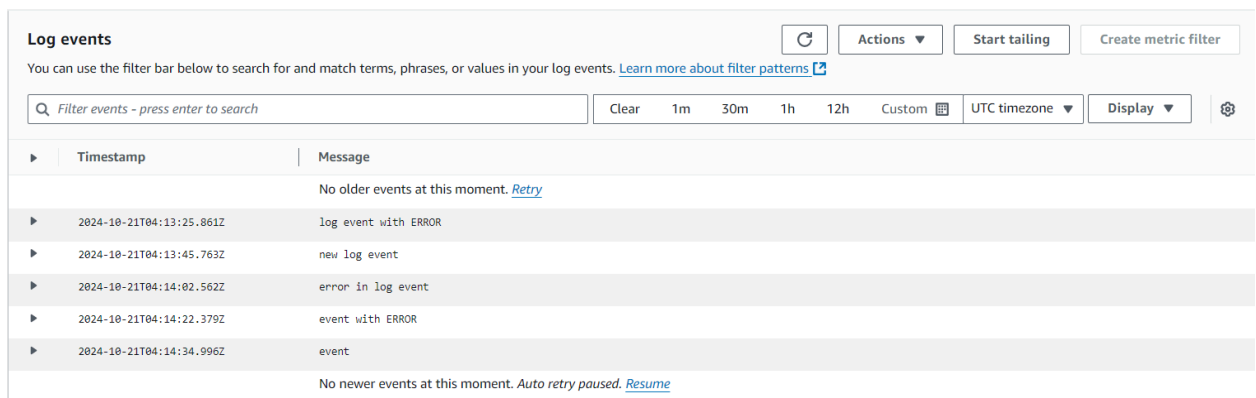 Log events
Actions ▼ Start tailing Create metric filter
You can use the filter bar below to search for and match terms, phrases, or values in your log events. Learn more about filter patterns
Filter events - press enter to search
Clear 1m 30m 1h 12h Custom UTC timezone ▼ Display ▼
Timestamp Message
No older events at this moment. Retry
2024-10-21T04:13:25.861Z log event with ERROR
2024-10-21T04:13:45.763Z new log event
2024-10-21T04:14:02.562Z error in log event
2024-10-21T04:14:22.379Z event with ERROR
2024-10-21T04:14:34.996Z event
No newer events at this moment. Auto retry paused. Resume